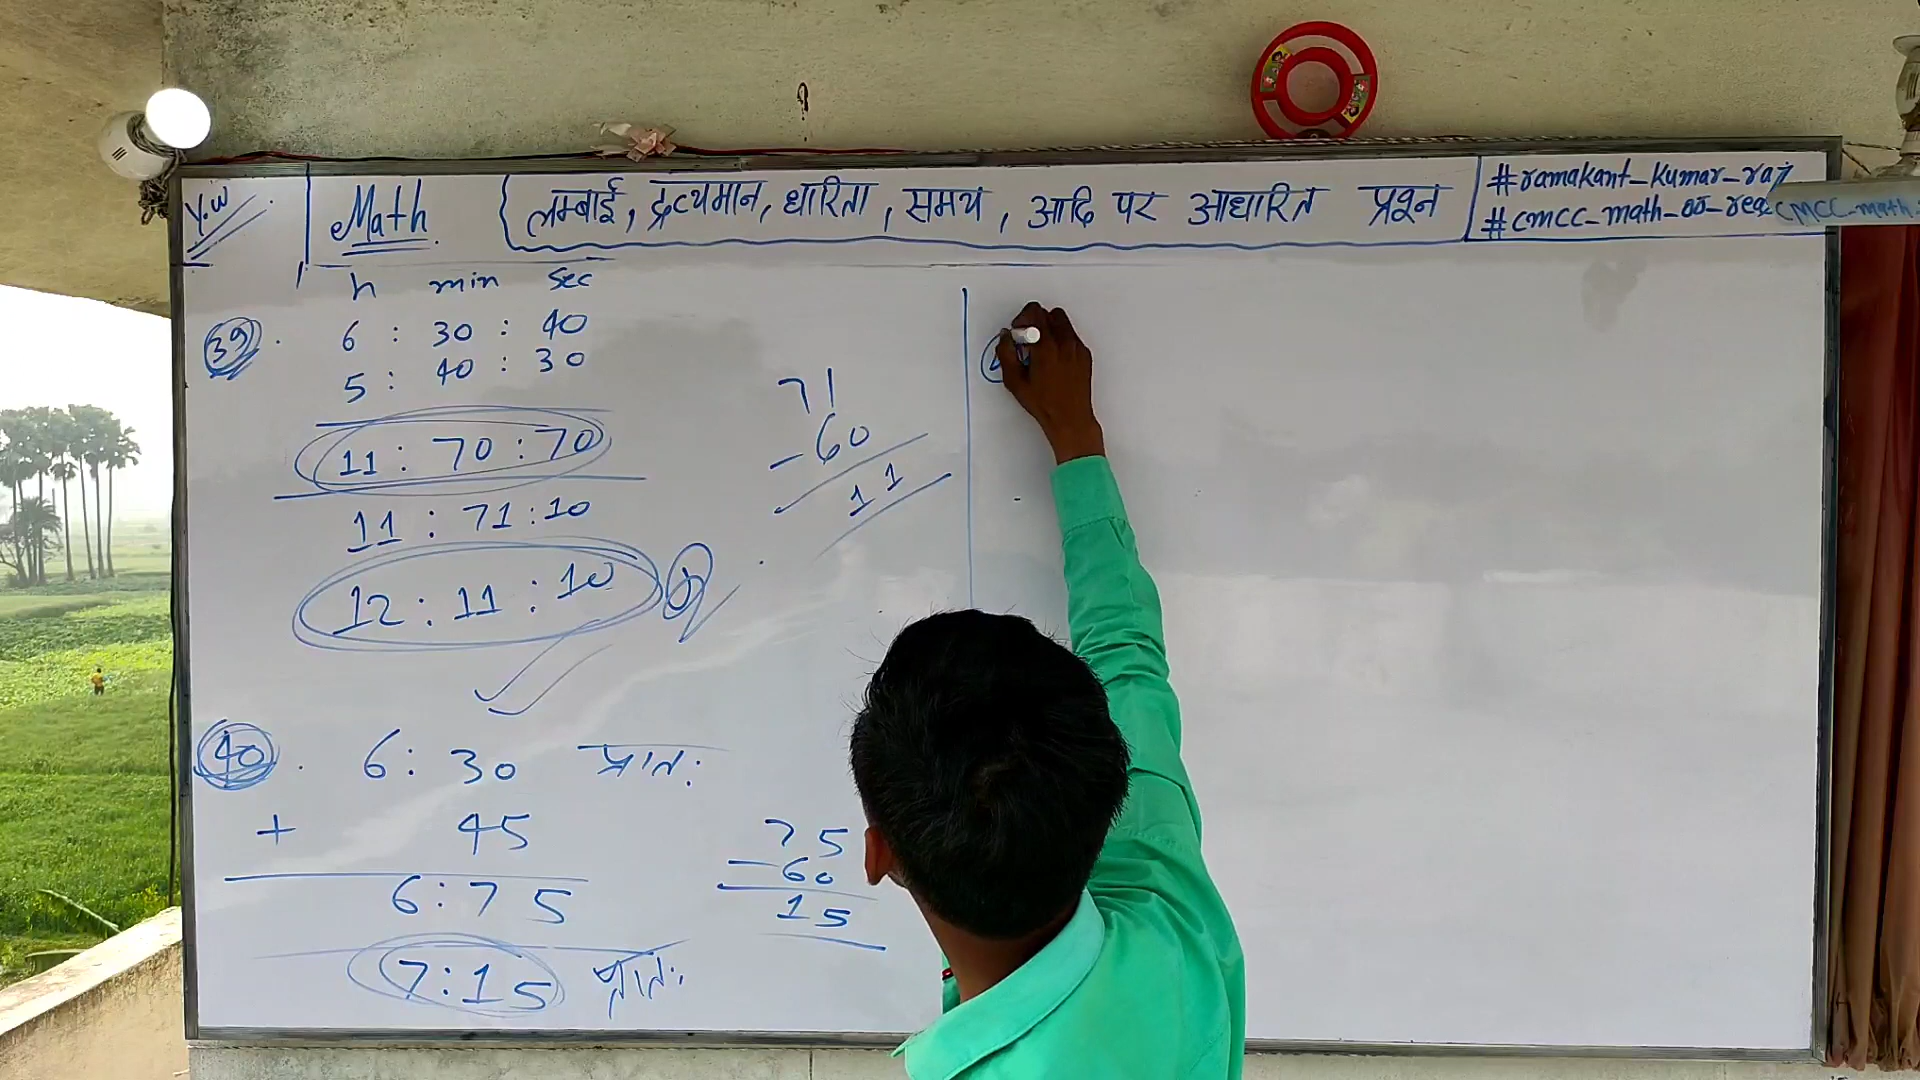 Y.W
Math { लम्बाई, द्रव्यमान, धारिता, समय, आदि पर आधारित प्रश्न
#ramakant_Kumar_raj
#cmcc_math_
CMCC_math
h min sec
39. 6 : 30 : 40
5 : 40 : 30
11 : 70 : 70
11 : 71 : 10
12 : 11 : 10
71
- 60
11
40. 6 : 30 प्रातः
+ 45
6 : 75
7 : 15 प्रातः
75
- 60
15